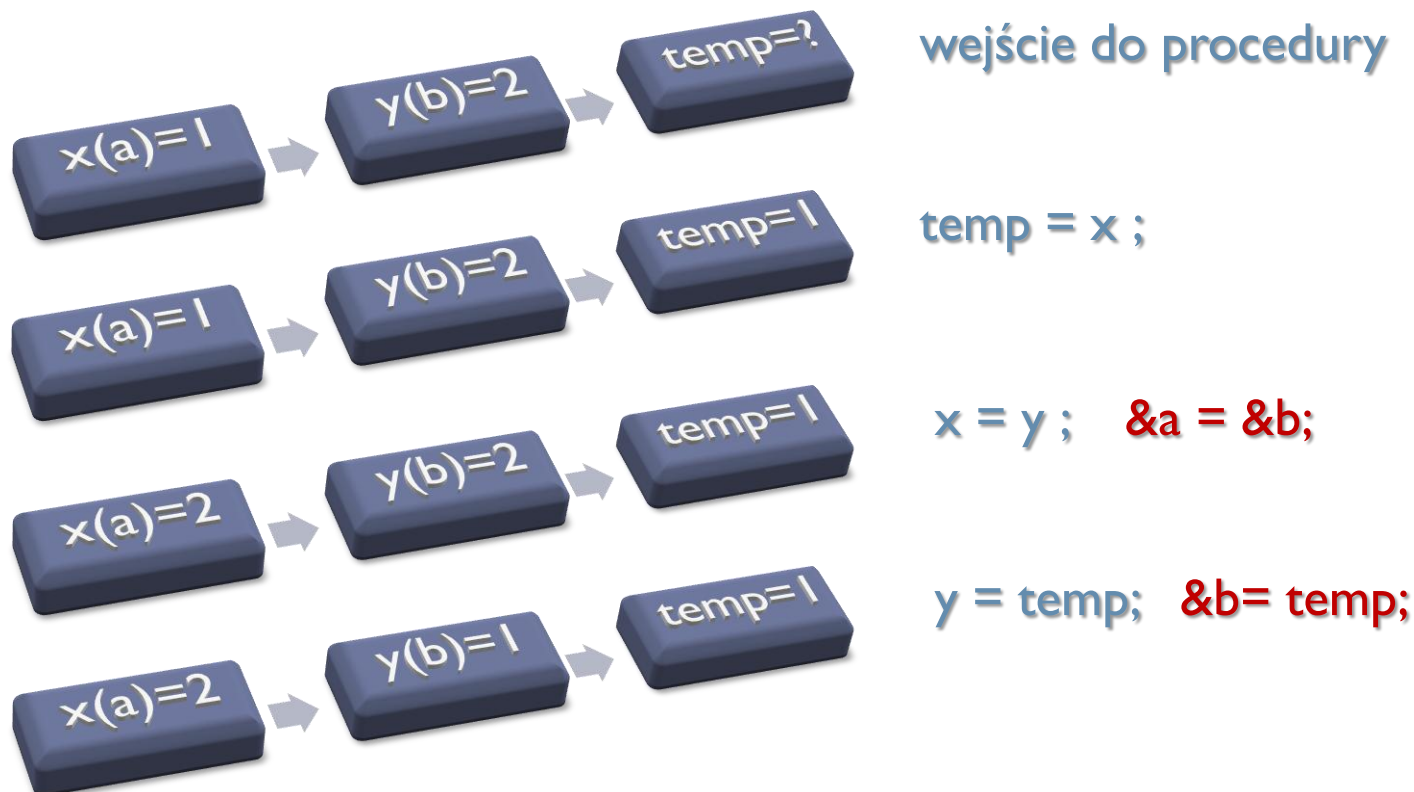 x(a)=1 y(b)=2 temp=? wejście do procedury
x(a)=1 y(b)=2 temp=1 temp = x ;
x(a)=2 y(b)=2 temp=1 x = y ; &a = &b;
x(a)=2 y(b)=1 temp=1 y = temp; &b= temp;